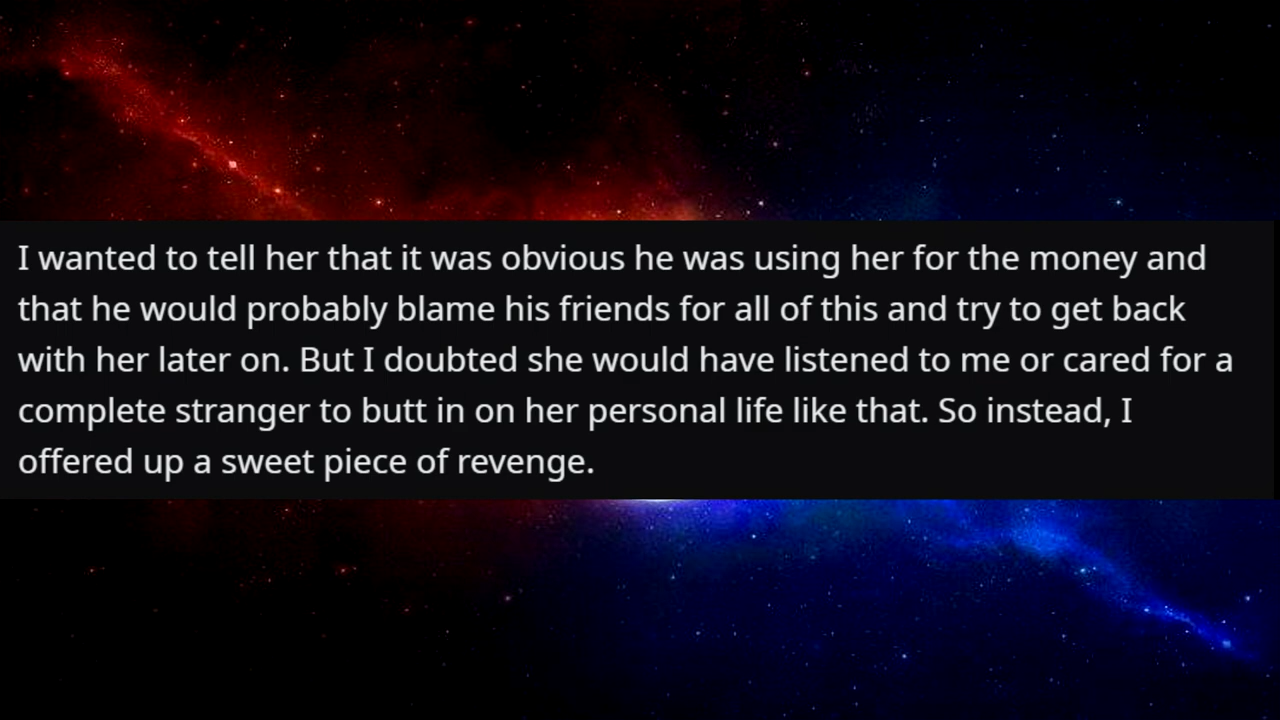 I wanted to tell her that it was obvious he was using her for the money and
that he would probably blame his friends for all of this and try to get back
with her later on. But I doubted she would have listened to me or cared for a
complete stranger to butt in on her personal life like that. So instead, I
offered up a sweet piece of revenge.